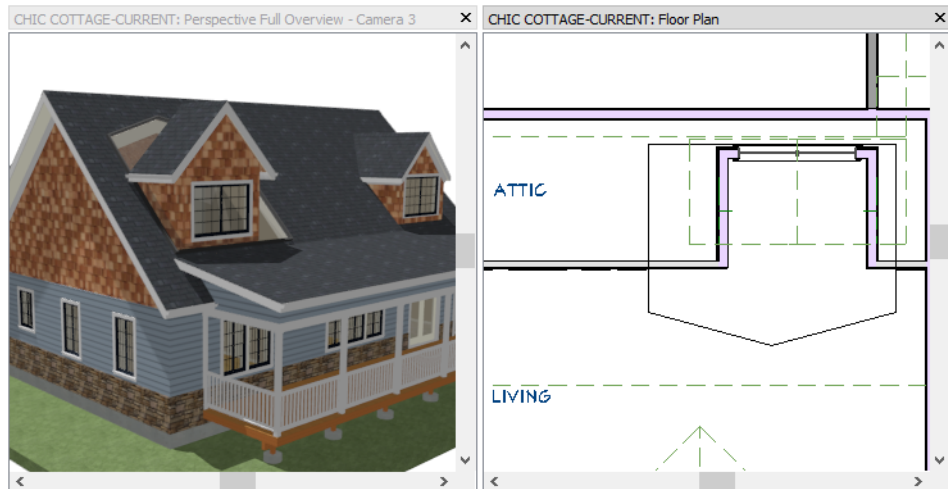 CHIC COTTAGE-CURRENT: Perspective Full Overview - Camera 3
CHIC COTTAGE-CURRENT: Floor Plan
ATTIC
LIVING